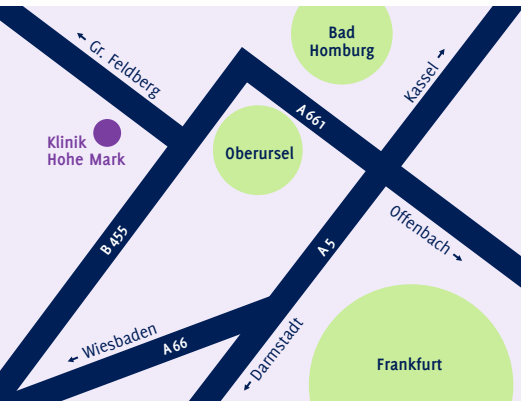 Bad
Homburg
Gr. Feldberg
Kassel
A 661
Klinik
Hohe Mark
Oberursel
Offenbach
B 455
A 5
Wiesbaden
A 66
Darmstadt
Frankfurt